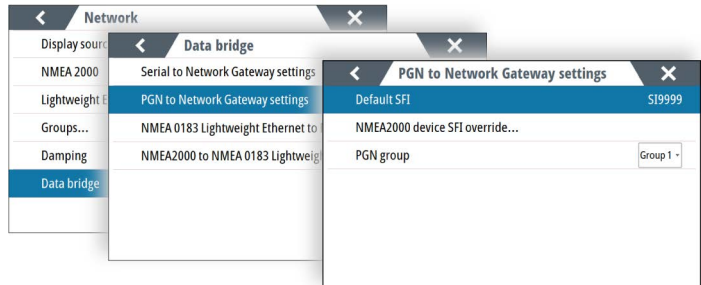 Network
Display sourc
NMEA 2000
Lightweight E
Groups...
Damping
Data bridge
Data bridge
Serial to Network Gateway settings
PGN to Network Gateway settings
NMEA 0183 Lightweight Ethernet to
NMEA2000 to NMEA 0183 Lightweig
PGN to Network Gateway settings
Default SFI SI9999
NMEA2000 device SFI override...
PGN group Group 1